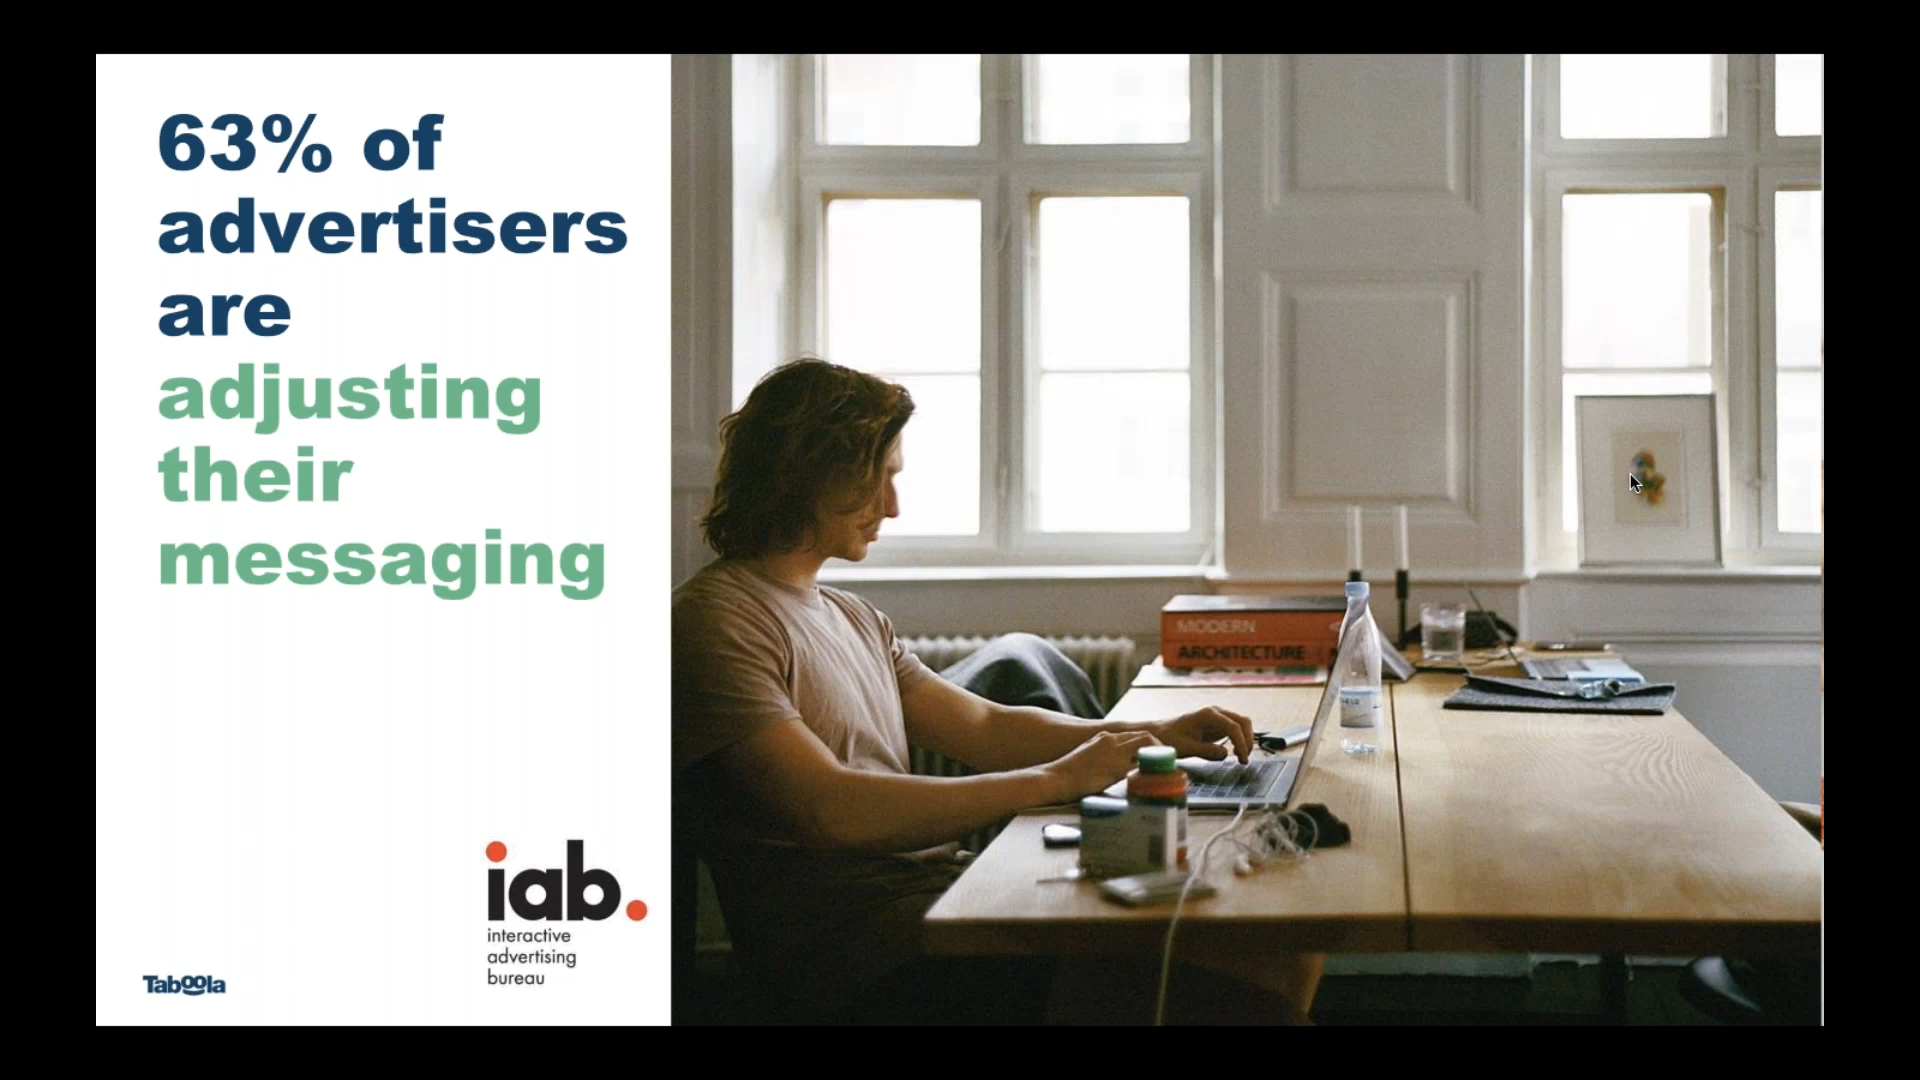 63% of
advertisers
are
adjusting
their
messaging
iab.
interactive
advertising
bureau
Taboola
MODERN
ARCHITECTURE